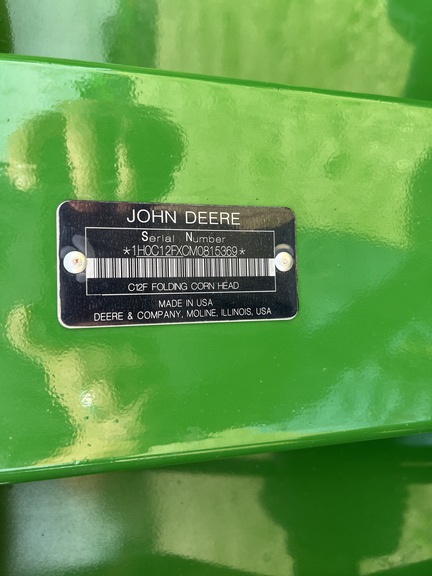 JOHN DEERE
Serial Number
*1H0C12FXCM0815369*
C12F FOLDING CORN HEAD
MADE IN USA
DEERE & COMPANY, MOLINE, ILLINOIS, USA